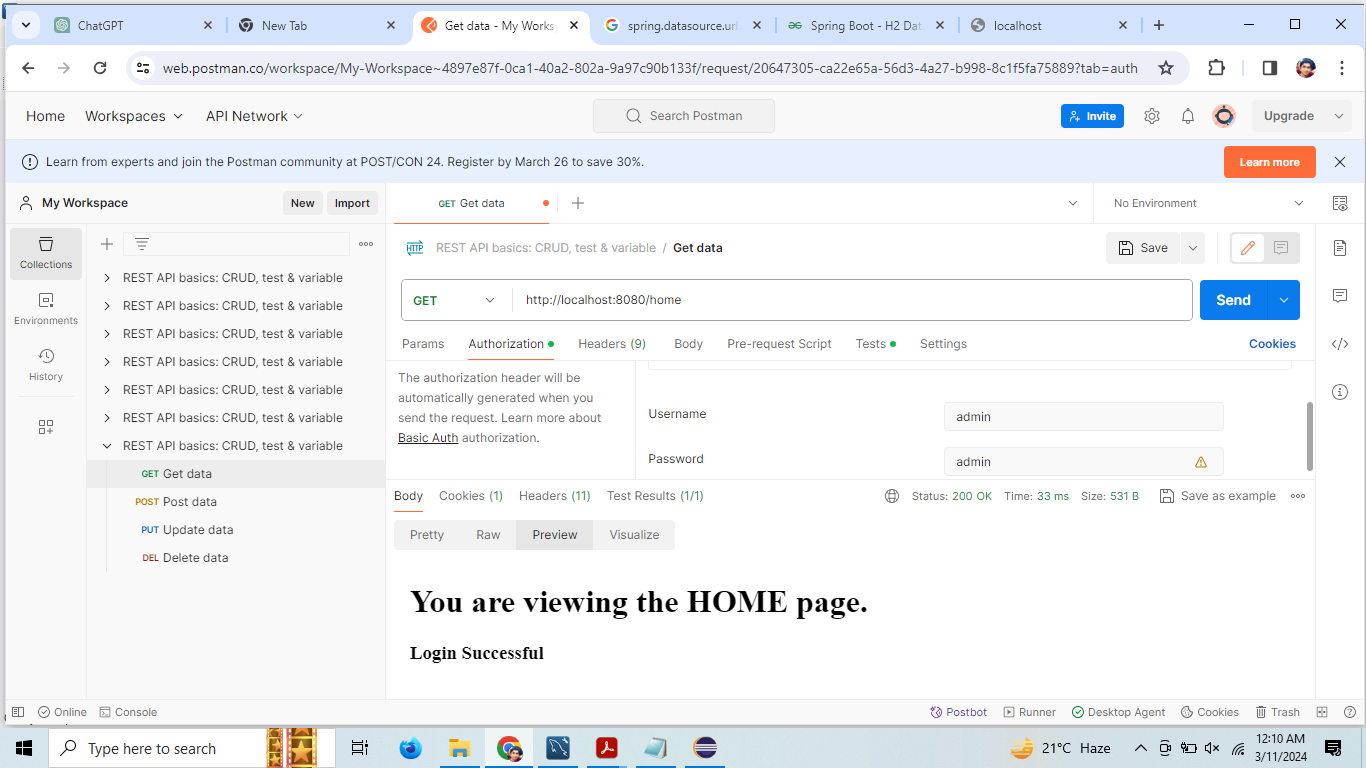 ChatGPT
New Tab
Get data - My Works
spring.datasource.url
Spring Boot - H2 Dat
localhost
web.postman.co/workspace/My-Workspace~4897e87f-0ca1-40a2-802a-9a97c90b133f/request/20647305-ca22e65a-56d3-4a27-b998-8c1f5fa75889?tab=auth
Home Workspaces API Network
Search Postman
Invite
Upgrade
Learn from experts and join the Postman community at POST/CON 24. Register by March 26 to save 30%.
Learn more
My Workspace
New Import
GET Get data
No Environment
Collections
Environments
History
REST API basics: CRUD, test & variable
REST API basics: CRUD, test & variable
REST API basics: CRUD, test & variable
REST API basics: CRUD, test & variable
REST API basics: CRUD, test & variable
REST API basics: CRUD, test & variable
REST API basics: CRUD, test & variable
GET Get data
POST Post data
PUT Update data
DEL Delete data
HTTP REST API basics: CRUD, test & variable / Get data
Save
GET http://localhost:8080/home
Send
Params Authorization Headers (9) Body Pre-request Script Tests Settings Cookies
The authorization header will be
automatically generated when you
send the request. Learn more about
Basic Auth authorization.
Username admin
Password admin
Body Cookies (1) Headers (11) Test Results (1/1)
Status: 200 OK Time: 33 ms Size: 531 B Save as example
Pretty Raw Preview Visualize
You are viewing the HOME page.
Login Successful
Online Console
Postbot Runner Desktop Agent Cookies Trash
Type here to search
21°C Haze
12:10 AM
3/11/2024